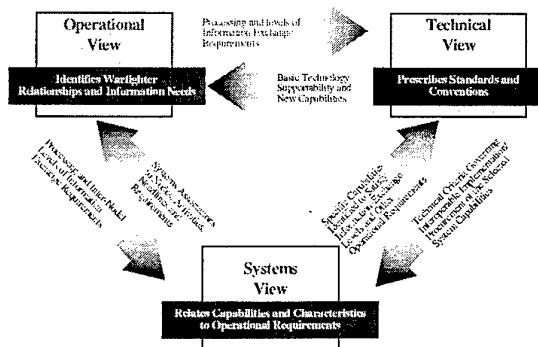 Operational
View
Identifies Warfighter
Relationships and Information Needs
Processing and levels of
Information Exchange
Requirements
Basic Technology
Supportability and
New Capabilities
Technical
View
Prescribes Standards and
Conventions
Processing and Inter-Nodal
Levels of Information
Exchange Requirements
Systems Associations
to Nodes, Activities,
Needlines and
Requirements
Specific Capabilities
Identified to Satisfy
Information Exchange
Levels and Other
Operational Requirements
Technical Criteria Governing
Interoperable Implementation/
Procurement of the Selected
System Capabilities
Systems
View
Relates Capabilities and Characteristics
to Operational Requirements